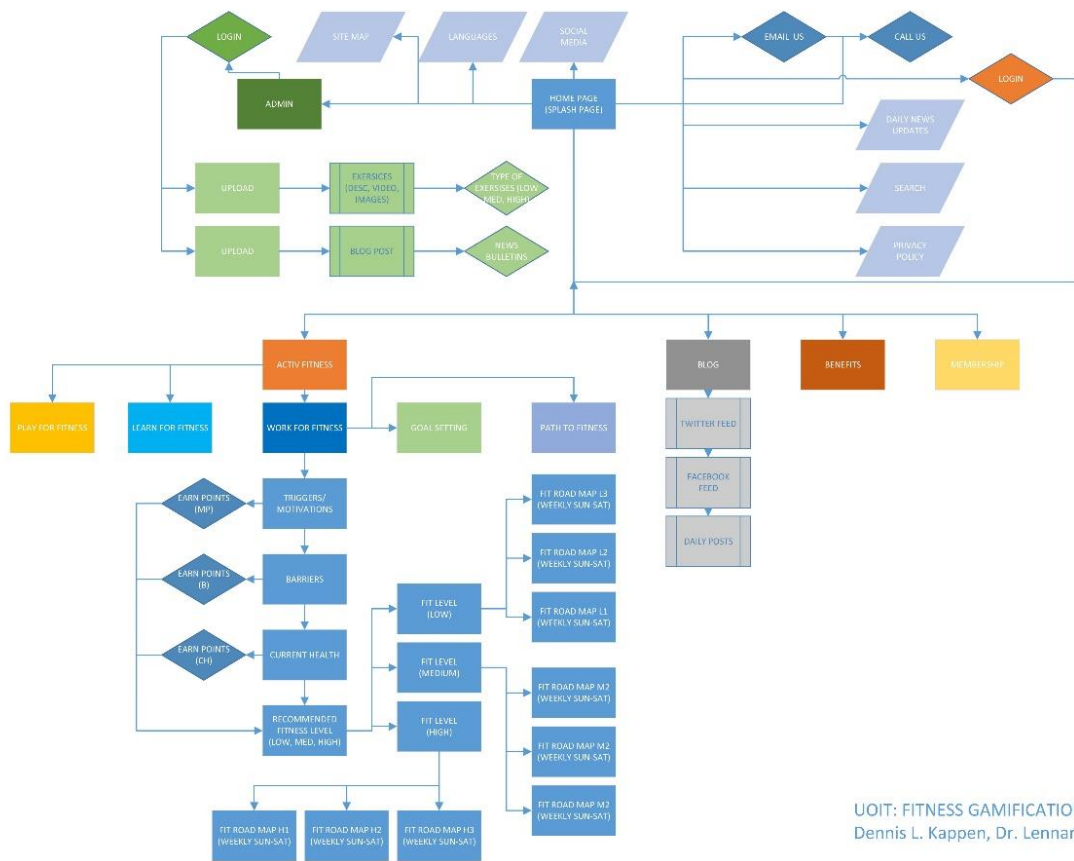 LOGIN
SITE MAP
LANGUAGES
SOCIAL
MEDIA
EMAIL US
CALL US
ADMIN
HOME PAGE
(SPLASH PAGE)
LOGIN
DAILY NEWS
UPDATES
UPLOAD
EXERSICES
(DESC, VIDEO,
IMAGES)
TYPE OF
EXERSISES (LOW
MED, HIGH)
SEARCH
UPLOAD
BLOG POST
NEWS
BULLETINS
PRIVACY
POLICY
ACTIV FITNESS
BLOG
BENEFITS
MEMBERSHIP
PLAY FOR FITNESS
LEARN FOR FITNESS
WORK FOR FITNESS
GOAL SETTING
PATH TO FITNESS
TWITTER FEED
FACEBOOK
FEED
DAILY POSTS
EARN POINTS
(MP)
TRIGGERS/
MOTIVATIONS
FIT ROAD MAP L3
(WEEKLY SUN-SAT)
EARN POINTS
(B)
BARRIERS
FIT ROAD MAP L2
(WEEKLY SUN-SAT)
FIT LEVEL
(LOW)
FIT ROAD MAP L1
(WEEKLY SUN-SAT)
EARN POINTS
(CH)
CURRENT HEALTH
FIT LEVEL
(MEDIUM)
FIT ROAD MAP M2
(WEEKLY SUN-SAT)
RECOMMENDED
FITNESS LEVEL
(LOW, MED, HIGH)
FIT LEVEL
(HIGH)
FIT ROAD MAP M2
(WEEKLY SUN-SAT)
FIT ROAD MAP M2
(WEEKLY SUN-SAT)
FIT ROAD MAP H1
(WEEKLY SUN-SAT)
FIT ROAD MAP H2
(WEEKLY SUN-SAT)
FIT ROAD MAP H3
(WEEKLY SUN-SAT)
UOIT: FITNESS GAMIFICATIO
Dennis L. Kappen, Dr. Lennar